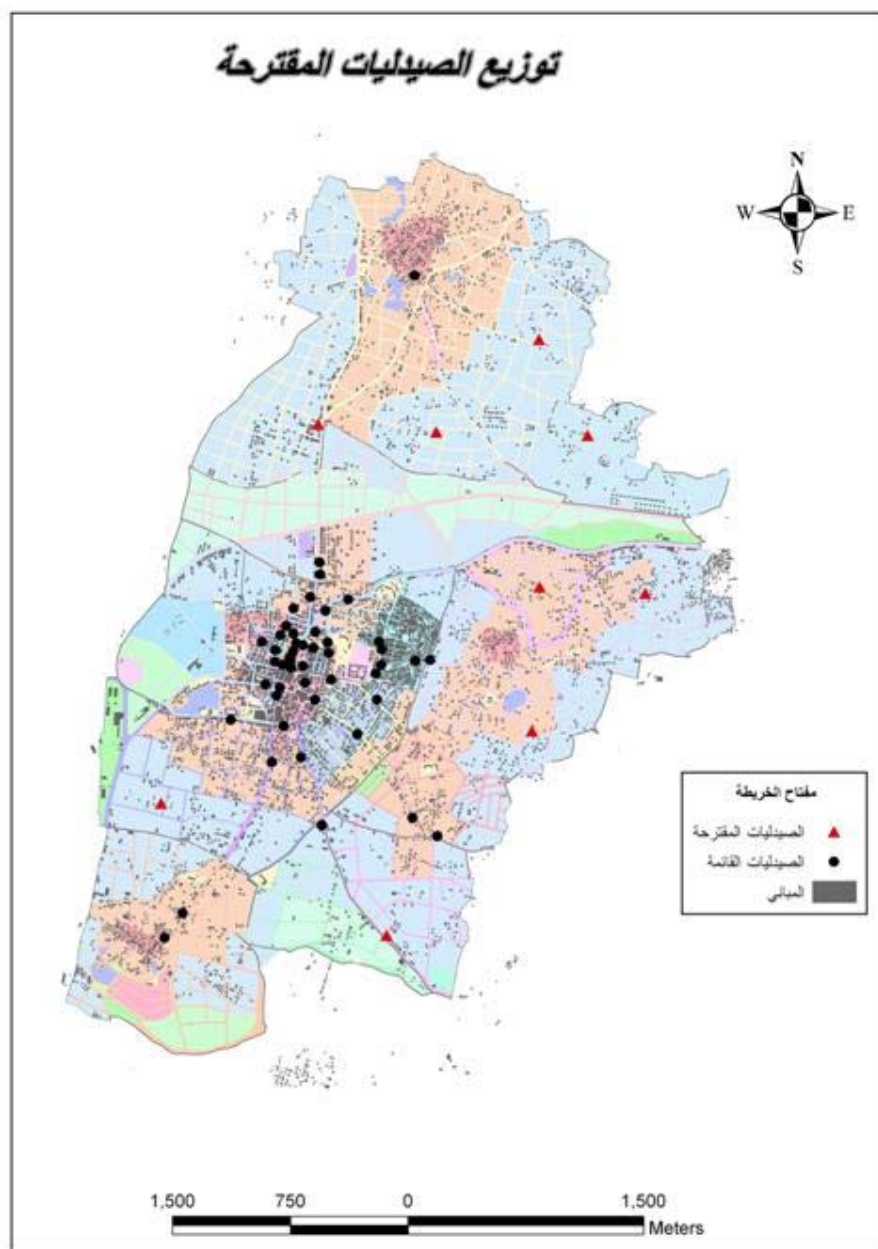 توزيع الصيدليات المقترحة
N
W E
S
مفتاح الخريطة
الصيدليات المقترحة
الصيدليات القائمة
المباني
1,500 750 0 1,500
Meters